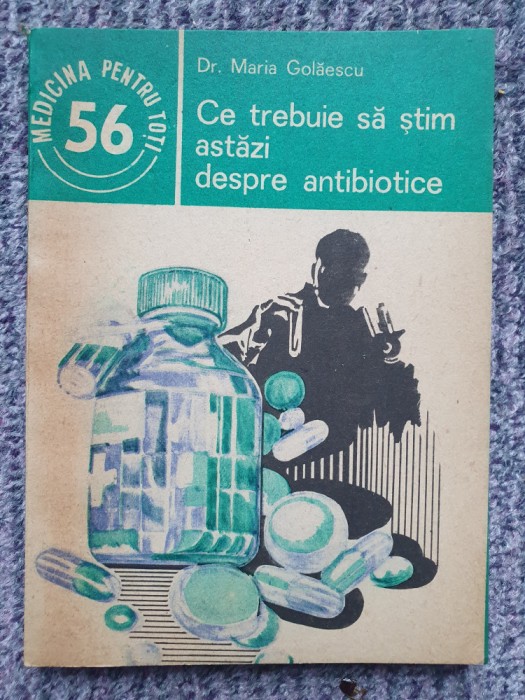 MEDICINA PENTRU TOȚI
56
Dr. Maria Golăescu
Ce trebuie să știm
astăzi
despre antibiotice